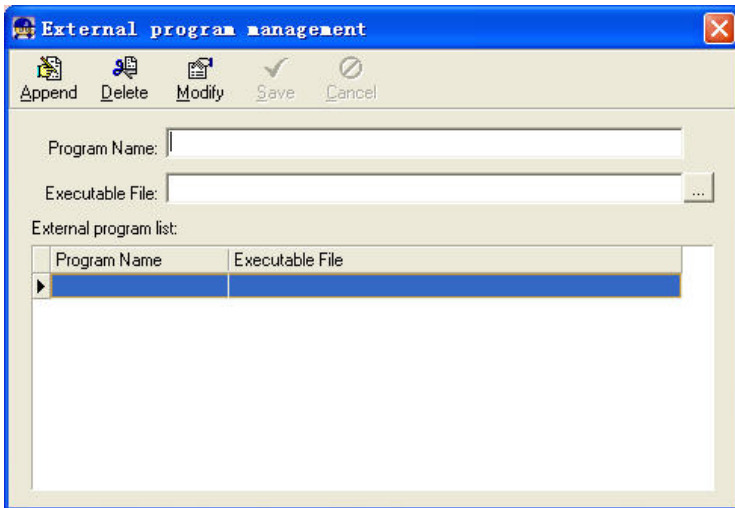 External program management
Append Delete Modify Save Cancel
Program Name:
Executable File: ...
External program list:
Program Name Executable File